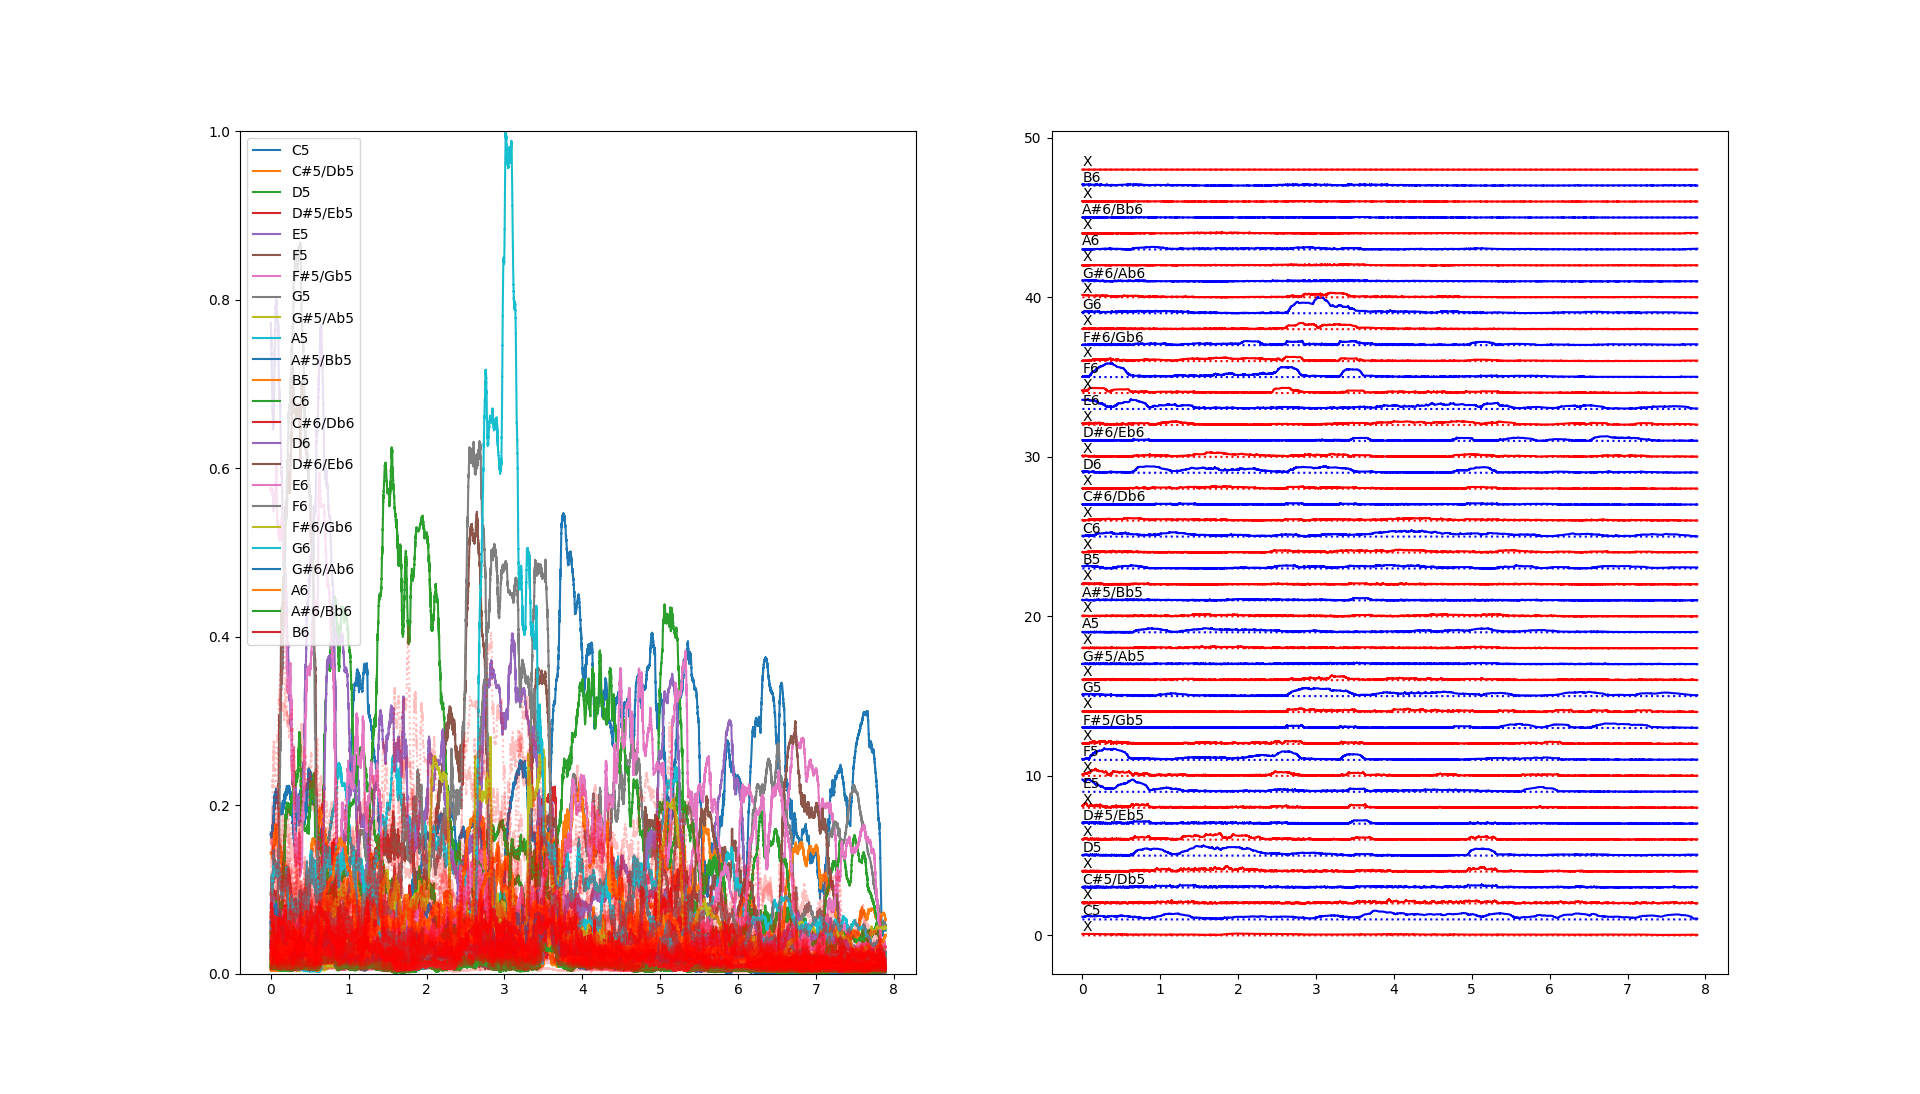 1.0
0.8
0.6
0.4
0.2
0.0
0 1 2 3 4 5 6 7 8
C5
C#5/Db5
D5
D#5/Eb5
E5
F5
F#5/Gb5
G5
G#5/Ab5
A5
A#5/Bb5
B5
C6
C#6/Db6
D6
D#6/Eb6
E6
F6
F#6/Gb6
G6
G#6/Ab6
A6
A#6/Bb6
B6
50
40
30
20
10
0
0 1 2 3 4 5 6 7 8
X
B6
X
A#6/Bb6
X
A6
X
G#6/Ab6
X
G6
X
F#6/Gb6
X
F6
X
E6
X
D#6/Eb6
X
D6
X
C#6/Db6
X
C6
X
B5
X
A#5/Bb5
X
A5
X
G#5/Ab5
X
G5
X
F#5/Gb5
X
F5
X
E5
X
D#5/Eb5
X
D5
X
C#5/Db5
X
C5
X